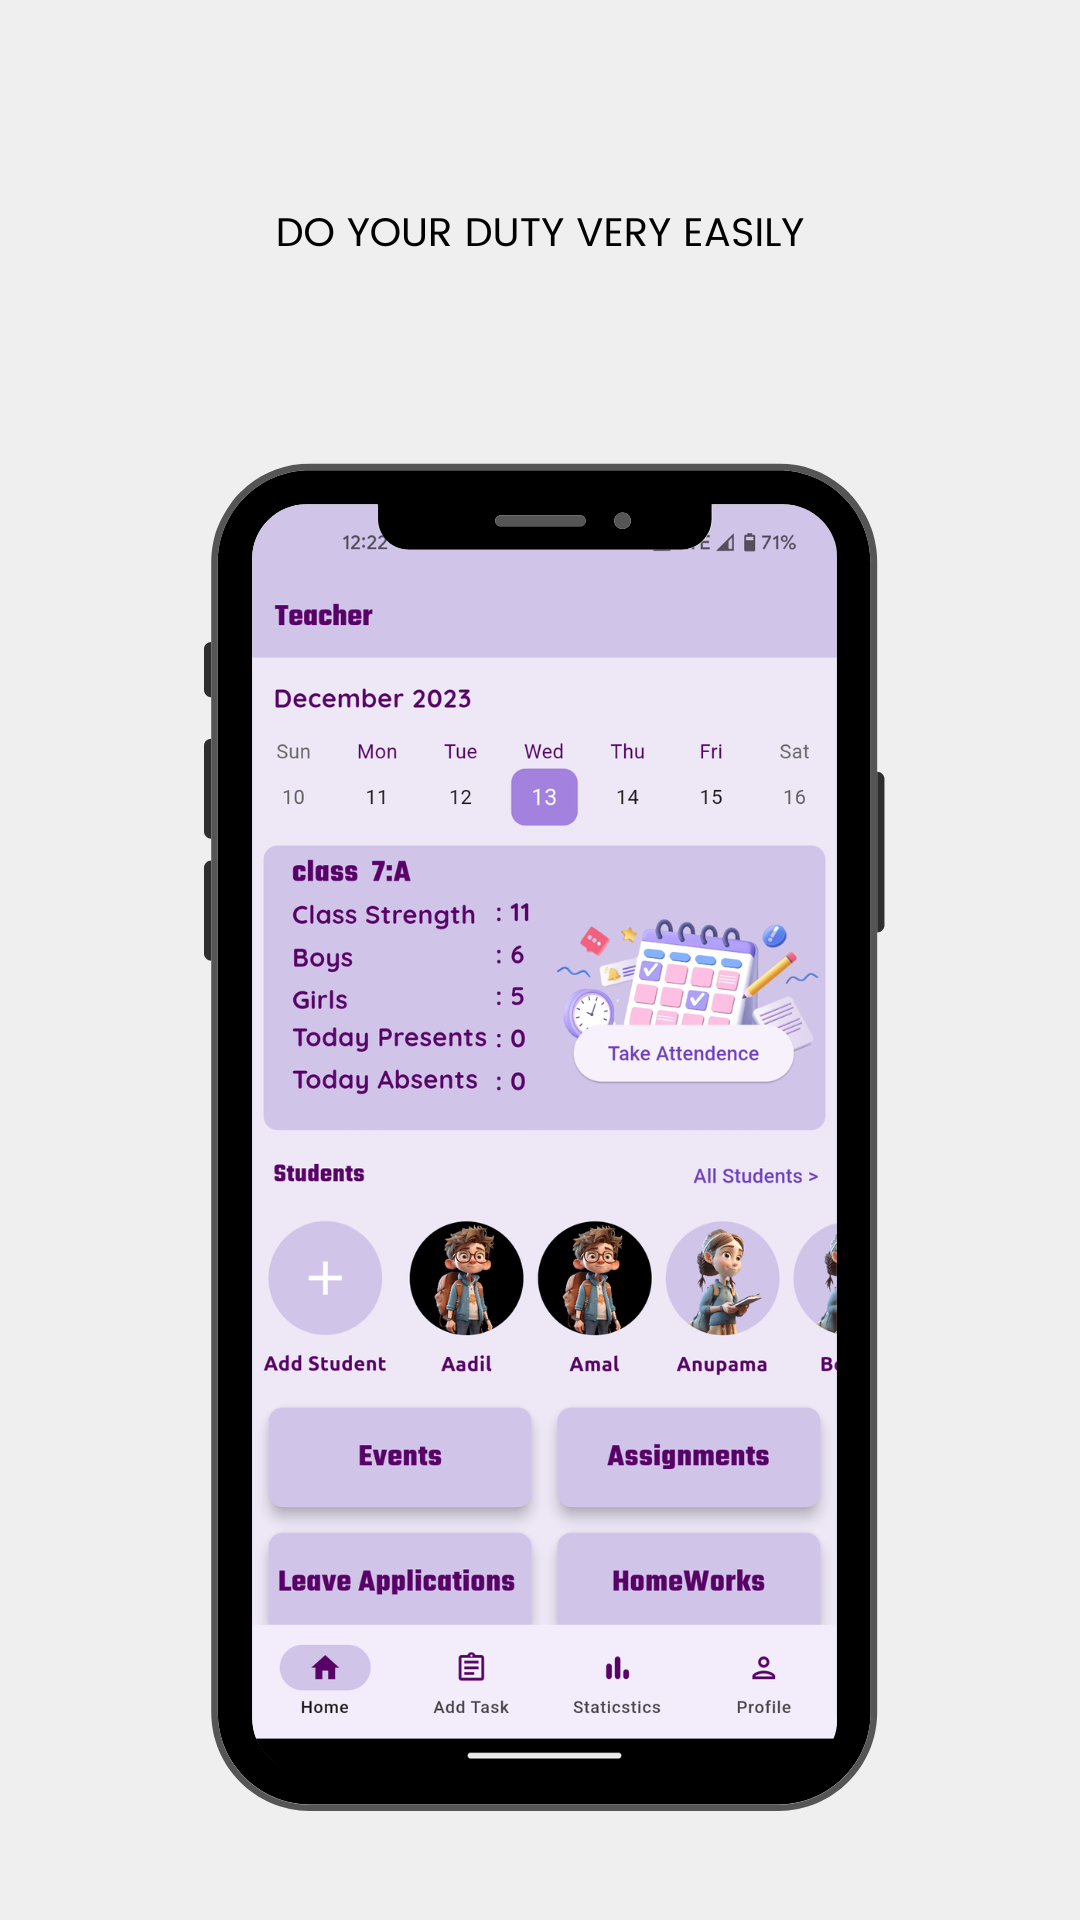 DO YOUR DUTY VERY EASILY
12:22
71%
Teacher
December 2023
Sun Mon Tue Wed Thu Fri Sat
10 11 12 13 14 15 16
class 7:A
Class Strength : 11
Boys : 6
Girls : 5
Today Presents : 0
Today Absents : 0
Take Attendence
Students
All Students >
Add Student Aadil Amal Anupama
Events Assignments
Leave Applications HomeWorks
Home Add Task Staticstics Profile